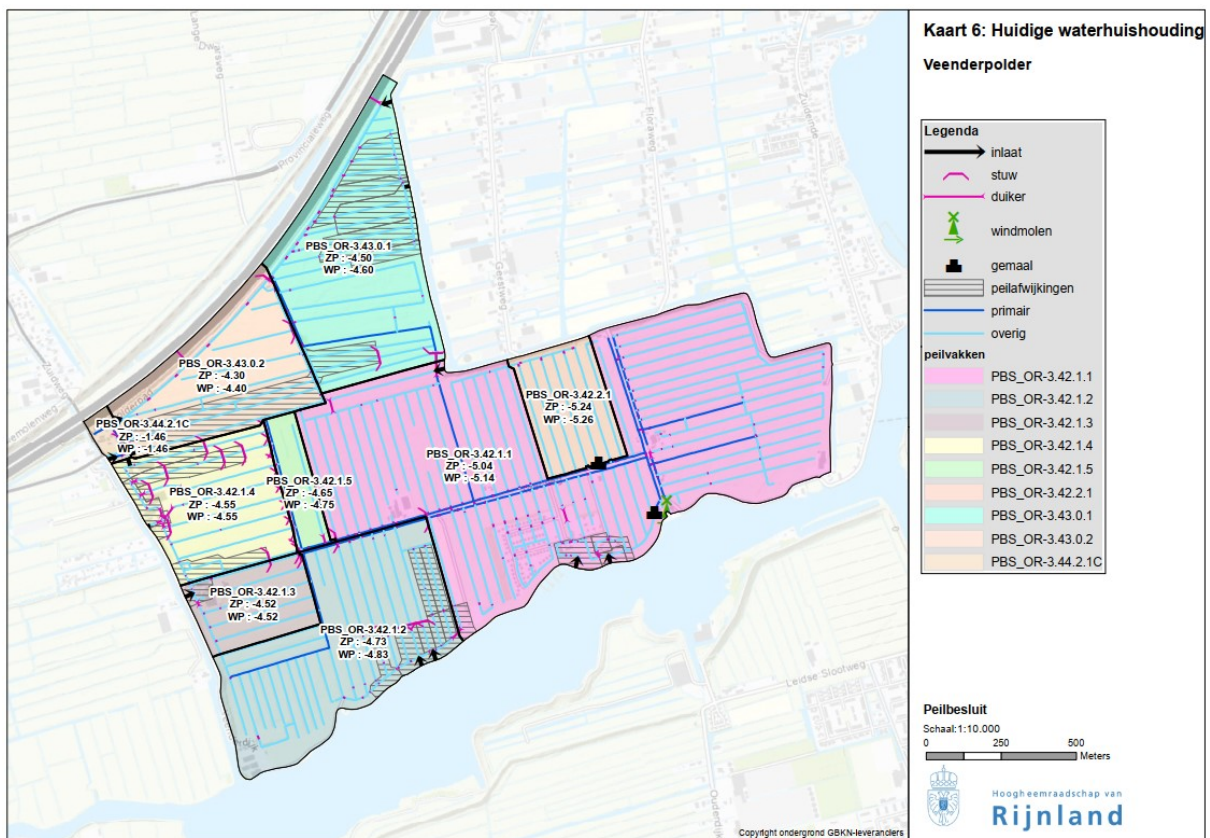 Kaart 6: Huidige waterhuishouding
Veenderpolder
Legenda
inlaat
stuw
duiker
windmolen
gemaal
peilafwijkingen
primair
overig
peilvakken
PBS_OR-3.42.1.1
PBS_OR-3.42.1.2
PBS_OR-3.42.1.3
PBS_OR-3.42.1.4
PBS_OR-3.42.1.5
PBS_OR-3.42.2.1
PBS_OR-3.43.0.1
PBS_OR-3.43.0.2
PBS_OR-3.44.2.1C
Peilbesluit
Schaal:1:10.000
0 250 500
Meters
Hoogheemraadschap van
Rijnland
Provincialeweg
Floraweg
Zuideinde
Gerstweg
Zuidweg
PBS_OR-3.43.0.1
ZP : -4.50
WP : -4.60
PBS_OR-3.43.0.2
ZP : -4.30
WP : -4.40
PBS_OR-3.44.2.1C
ZP : -1.46
WP : -1.46
PBS_OR-3.42.2.1
ZP : -5.24
WP : -5.26
PBS_OR-3.42.1.1
ZP : -5.04
WP : -5.14
PBS_OR-3.42.1.5
ZP : -4.65
WP : -4.75
PBS_OR-3.42.1.4
ZP : -4.55
WP : -4.55
PBS_OR-3.42.1.3
ZP : -4.52
WP : -4.52
PBS_OR-3.42.1.2
ZP : -4.73
WP : -4.83
Leidse Slootweg
Ouderdijk
Copyright ondergrond GBKN-leveranciers